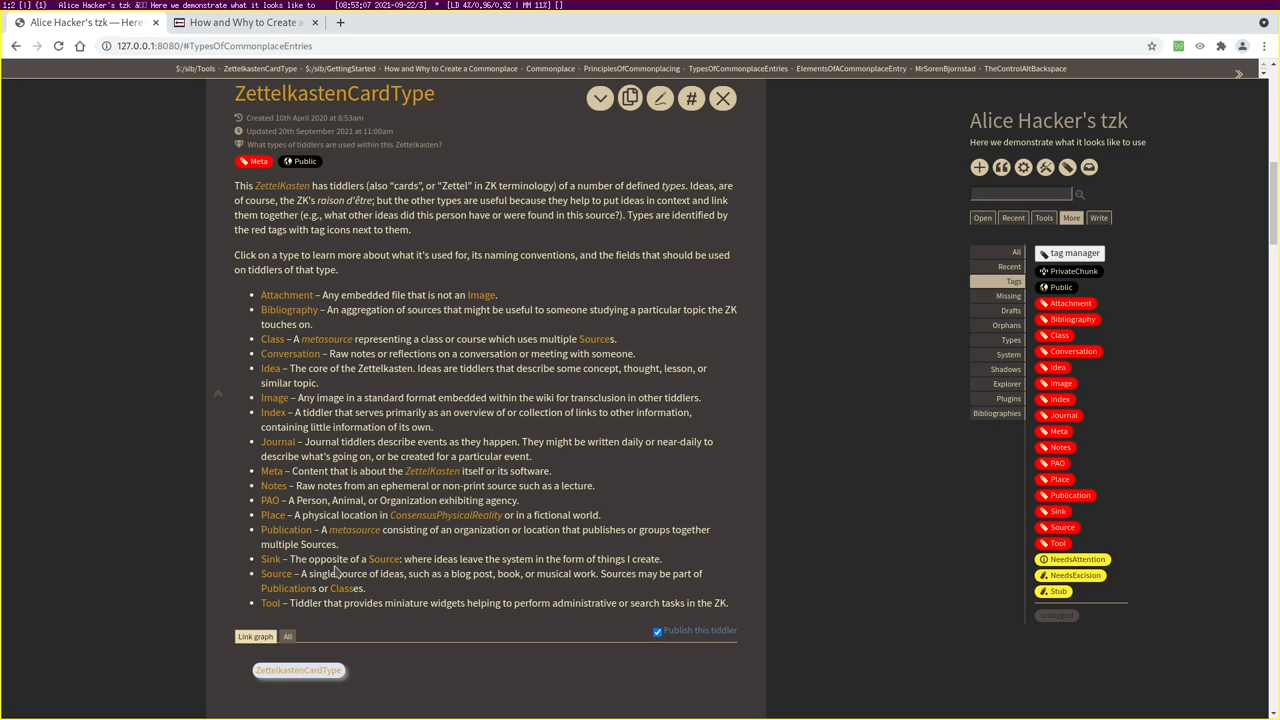 1:2 [|] {1} Alice Hacker's tzk — Here we demonstrate what it looks like to [08:53:07 2021-09-22/3] * [LD 4%/0.96/0.92 | MM 11%] []
Alice Hacker's tzk — Here
How and Why to Create a
127.0.0.1:8080/#TypesOfCommonplaceEntries
$:/sib/Tools · ZettelkastenCardType · $:/sib/GettingStarted · How and Why to Create a Commonplace · Commonplace · PrinciplesOfCommonplacing · TypesOfCommonplaceEntries · ElementsOfACommonplaceEntry · MrSorenBjornstad · TheControlAltBackspace
ZettelkastenCardType
Created 10th April 2020 at 8:53am
Updated 20th September 2021 at 11:00am
What types of tiddlers are used within this Zettelkasten?
Meta Public
This ZettelKasten has tiddlers (also “cards”, or “Zettel” in ZK terminology) of a number of defined types. Ideas, are
of course, the ZK's raison d'être; but the other types are useful because they help to put ideas in context and link
them together (e.g., what other ideas did this person have or were found in this source?). Types are identified by
the red tags with tag icons next to them.
Click on a type to learn more about what it's used for, its naming conventions, and the fields that should be used
on tiddlers of that type.
• Attachment – Any embedded file that is not an Image.
• Bibliography – An aggregation of sources that might be useful to someone studying a particular topic the ZK
touches on.
• Class – A metasource representing a class or course which uses multiple Sources.
• Conversation – Raw notes or reflections on a conversation or meeting with someone.
• Idea – The core of the Zettelkasten. Ideas are tiddlers that describe some concept, thought, lesson, or
similar topic.
• Image – Any image in a standard format embedded within the wiki for transclusion in other tiddlers.
• Index – A tiddler that serves primarily as an overview of or collection of links to other information,
containing little information of its own.
• Journal – Journal tiddlers describe events as they happen. They might be written daily or near-daily to
describe what's going on, or be created for a particular event.
• Meta – Content that is about the ZettelKasten itself or its software.
• Notes – Raw notes from an ephemeral or non-print source such as a lecture.
• PAO – A Person, Animal, or Organization exhibiting agency.
• Place – A physical location in ConsensusPhysicalReality or in a fictional world.
• Publication – A metasource consisting of an organization or location that publishes or groups together
multiple Sources.
• Sink – The opposite of a Source: where ideas leave the system in the form of things I create.
• Source – A single source of ideas, such as a blog post, book, or musical work. Sources may be part of
Publications or Classes.
• Tool – Tiddler that provides miniature widgets helping to perform administrative or search tasks in the ZK.
Link graph All
Publish this tiddler
ZettelkastenCardType
Alice Hacker's tzk
Here we demonstrate what it looks like to use
Open Recent Tools More Write
All
Recent
Tags
Missing
Drafts
Orphans
Types
System
Shadows
Explorer
Plugins
Bibliographies
tag manager
PrivateChunk
Public
Attachment
Bibliography
Class
Conversation
Idea
Image
Index
Journal
Meta
Notes
PAO
Place
Publication
Sink
Source
Tool
NeedsAttention
NeedsExcision
Stub
untagged